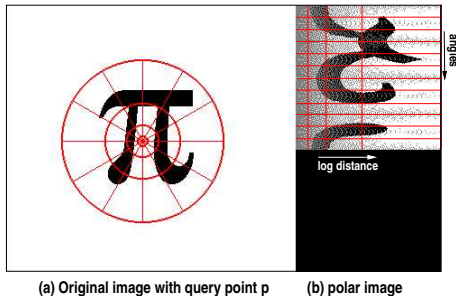 angles
log distance
(a) Original image with query point p
(b) polar image